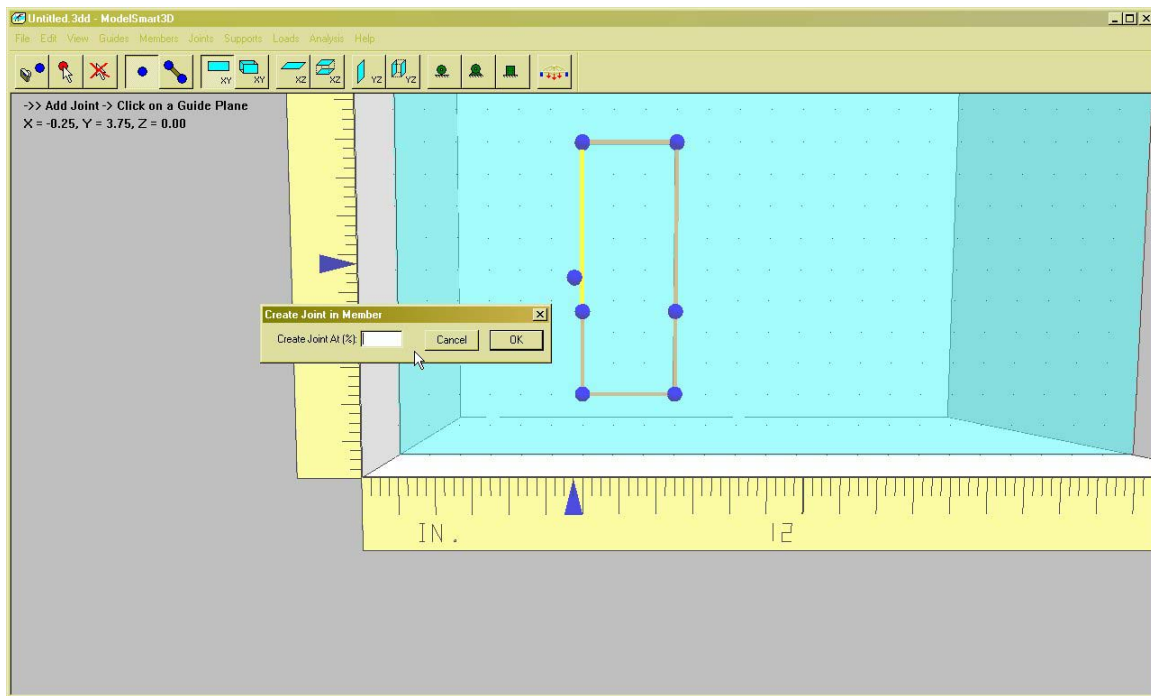 Untitled.3dd - ModelSmart3D
File Edit View Guides Members Joints Supports Loads Analysis Help
XY XY XZ XZ YZ YZ
->> Add Joint -> Click on a Guide Plane
X = -0.25, Y = 3.75, Z = 0.00
Create Joint in Member
Create Joint At (%): Cancel OK
IN. 12